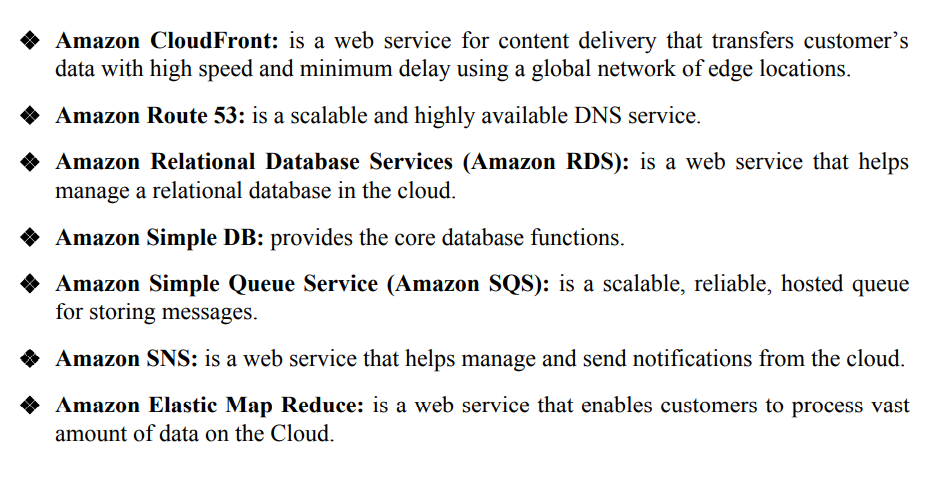 ❖ Amazon CloudFront: is a web service for content delivery that transfers customer's
data with high speed and minimum delay using a global network of edge locations.
❖ Amazon Route 53: is a scalable and highly available DNS service.
❖ Amazon Relational Database Services (Amazon RDS): is a web service that helps
manage a relational database in the cloud.
❖ Amazon Simple DB: provides the core database functions.
❖ Amazon Simple Queue Service (Amazon SQS): is a scalable, reliable, hosted queue
for storing messages.
❖ Amazon SNS: is a web service that helps manage and send notifications from the cloud.
❖ Amazon Elastic Map Reduce: is a web service that enables customers to process vast
amount of data on the Cloud.